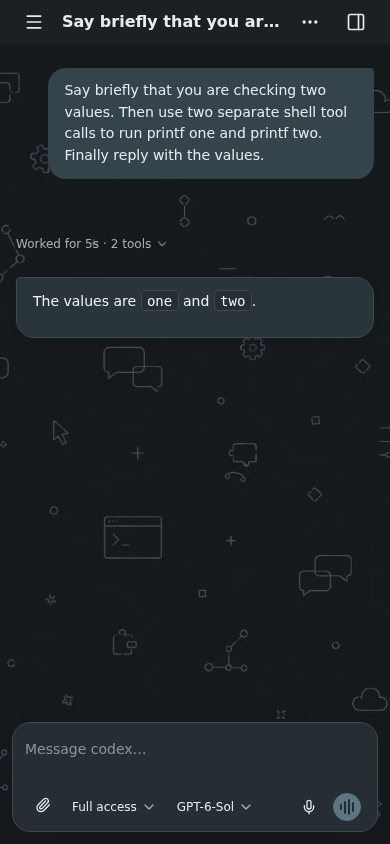 Say briefly that you ar...
Say briefly that you are checking two
values. Then use two separate shell tool
calls to run printf one and printf two.
Finally reply with the values.
Worked for 5s · 2 tools
The values are one and two.
Message codex...
Full access
GPT-6-Sol